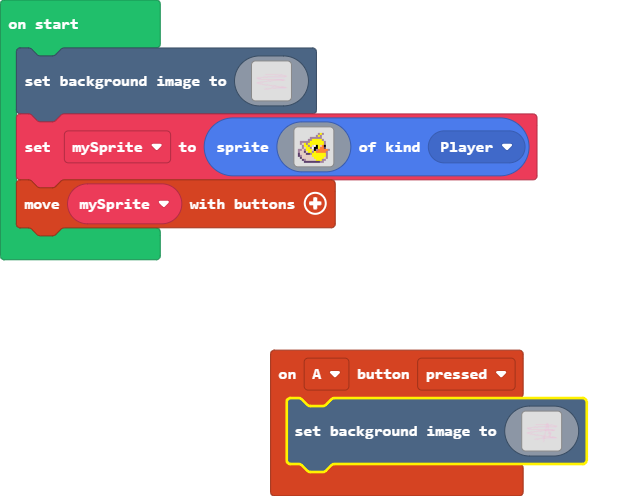 on start
set background image to
set mySprite to sprite of kind Player
move mySprite with buttons
on A button pressed
set background image to